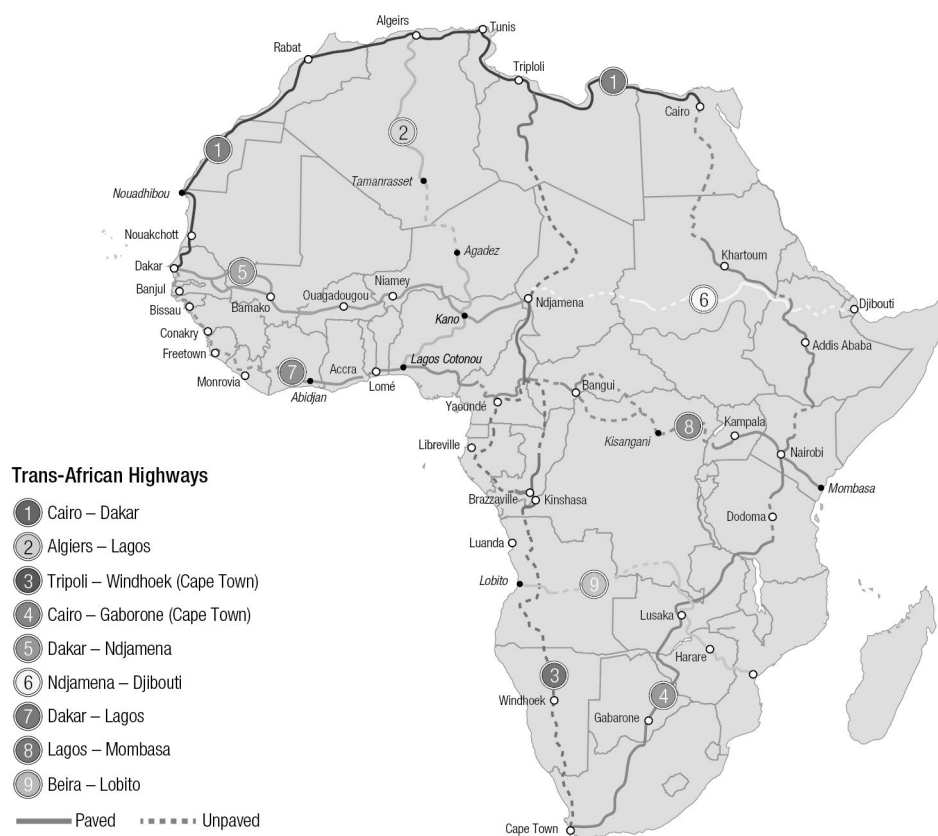 Algeirs
Tunis
Rabat
Triploli
1
Cairo
2
1
Tamanrasset
Nouadhibou
Nouakchott
Agadez
Khartoum
Dakar
5
Niamey
Banjul
Ouagadougou
Ndjamena
6
Djibouti
Bissau
Bamako
Kano
Conakry
Addis Ababa
Freetown
Lagos Cotonou
7
Accra
Monrovia
Abidjan
Lomé
Bangui
Yaoundé
Kampala
8
Libreville
Kisangani
Nairobi
Trans-African Highways
Brazzaville
Kinshasa
Mombasa
1 Cairo – Dakar
Dodoma
2 Algiers – Lagos
Luanda
3 Tripoli – Windhoek (Cape Town)
Lobito
9
4 Cairo – Gaborone (Cape Town)
Lusaka
5 Dakar – Ndjamena
Harare
6 Ndjamena – Djibouti
3
4
Windhoek
7 Dakar – Lagos
Gabarone
8 Lagos – Mombasa
9 Beira – Lobito
Paved Unpaved
Cape Town